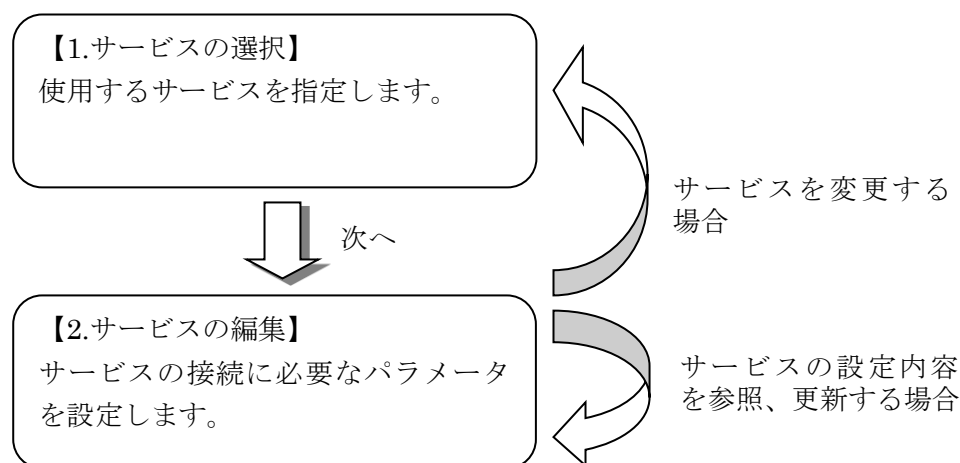 【1.サービスの選択】
使用するサービスを指定します。
サービスを変更する
場合
次へ
【2.サービスの編集】
サービスの接続に必要なパラメータ
を設定します。
サービスの設定内容
を参照、更新する場合